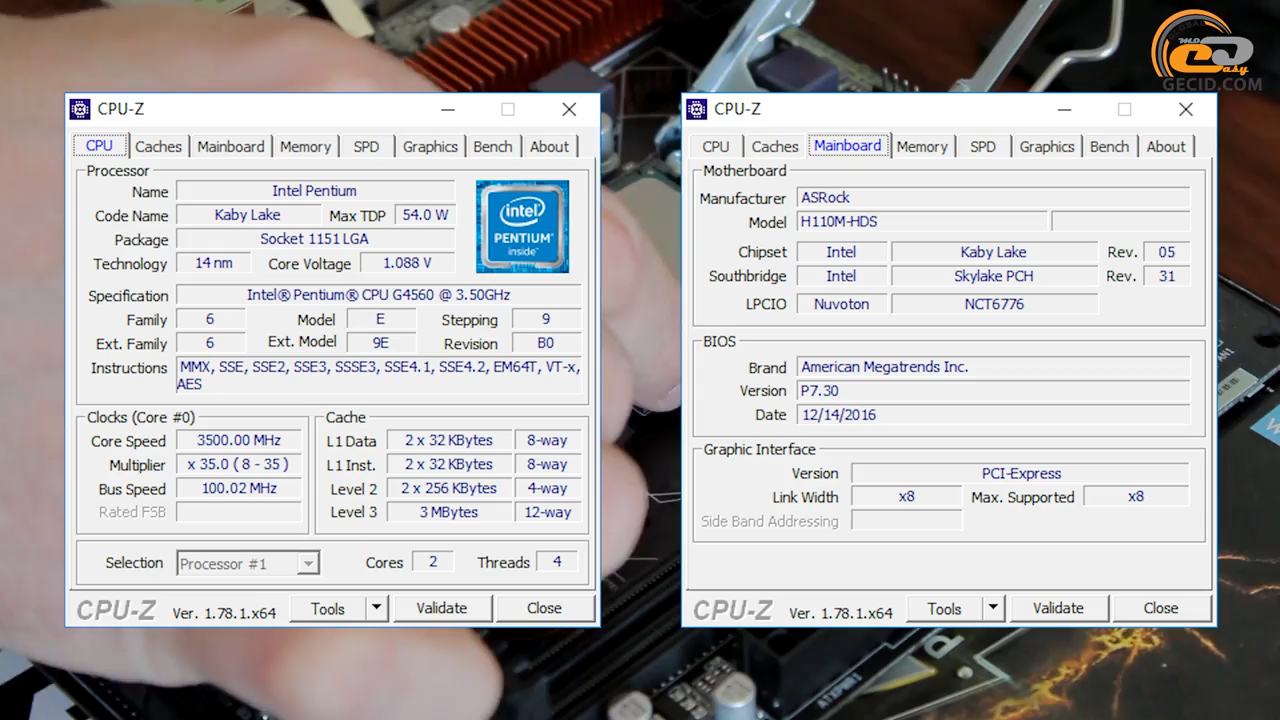 GLOBAL
easy
GECID.COM
CPU-Z
CPU Caches Mainboard Memory SPD Graphics Bench About
Processor
Name Intel Pentium
Code Name Kaby Lake Max TDP 54.0 W
Package Socket 1151 LGA
Technology 14 nm Core Voltage 1.088 V
intel
PENTIUM
inside
Specification Intel® Pentium® CPU G4560 @ 3.50GHz
Family 6 Model E Stepping 9
Ext. Family 6 Ext. Model 9E Revision B0
Instructions MMX, SSE, SSE2, SSE3, SSSE3, SSE4.1, SSE4.2, EM64T, VT-x,
AES
Clocks (Core #0)
Core Speed 3500.00 MHz
Multiplier x 35.0 ( 8 - 35 )
Bus Speed 100.02 MHz
Rated FSB
Cache
L1 Data 2 x 32 KBytes 8-way
L1 Inst. 2 x 32 KBytes 8-way
Level 2 2 x 256 KBytes 4-way
Level 3 3 MBytes 12-way
Selection Processor #1 Cores 2 Threads 4
CPU-Z Ver. 1.78.1.x64 Tools Validate Close
CPU-Z
CPU Caches Mainboard Memory SPD Graphics Bench About
Motherboard
Manufacturer ASRock
Model H110M-HDS
Chipset Intel Kaby Lake Rev. 05
Southbridge Intel Skylake PCH Rev. 31
LPCIO Nuvoton NCT6776
BIOS
Brand American Megatrends Inc.
Version P7.30
Date 12/14/2016
Graphic Interface
Version PCI-Express
Link Width x8 Max. Supported x8
Side Band Addressing
CPU-Z Ver. 1.78.1.x64 Tools Validate Close
ATXPWR1